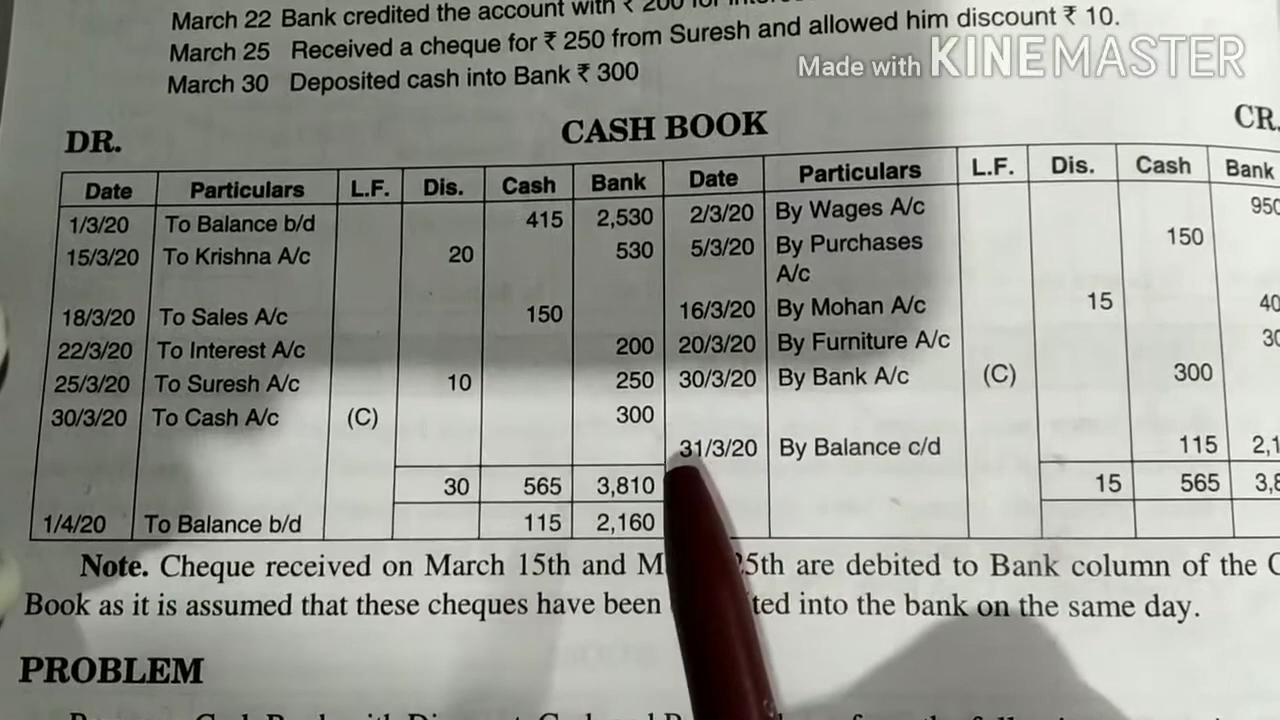 March 22 Bank credited the account with ₹ 200 for
March 25 Received a cheque for ₹ 250 from Suresh and allowed him discount ₹ 10.
March 30 Deposited cash into Bank ₹ 300
Made with KINEMASTER
DR. CASH BOOK CR.
Date Particulars L.F. Dis. Cash Bank Date Particulars L.F. Dis. Cash Bank
1/3/20 To Balance b/d 415 2,530 2/3/20 By Wages A/c 950
15/3/20 To Krishna A/c 20 530 5/3/20 By Purchases 150
A/c
18/3/20 To Sales A/c 150 16/3/20 By Mohan A/c 15 40
22/3/20 To Interest A/c 200 20/3/20 By Furniture A/c 30
25/3/20 To Suresh A/c 10 250 30/3/20 By Bank A/c (C) 300
30/3/20 To Cash A/c (C) 300
31/3/20 By Balance c/d 115 2,1
30 565 3,810 15 565 3,8
1/4/20 To Balance b/d 115 2,160
Note. Cheque received on March 15th and 25th are debited to Bank column of the
Book as it is assumed that these cheques have been into the bank on the same day.
PROBLEM